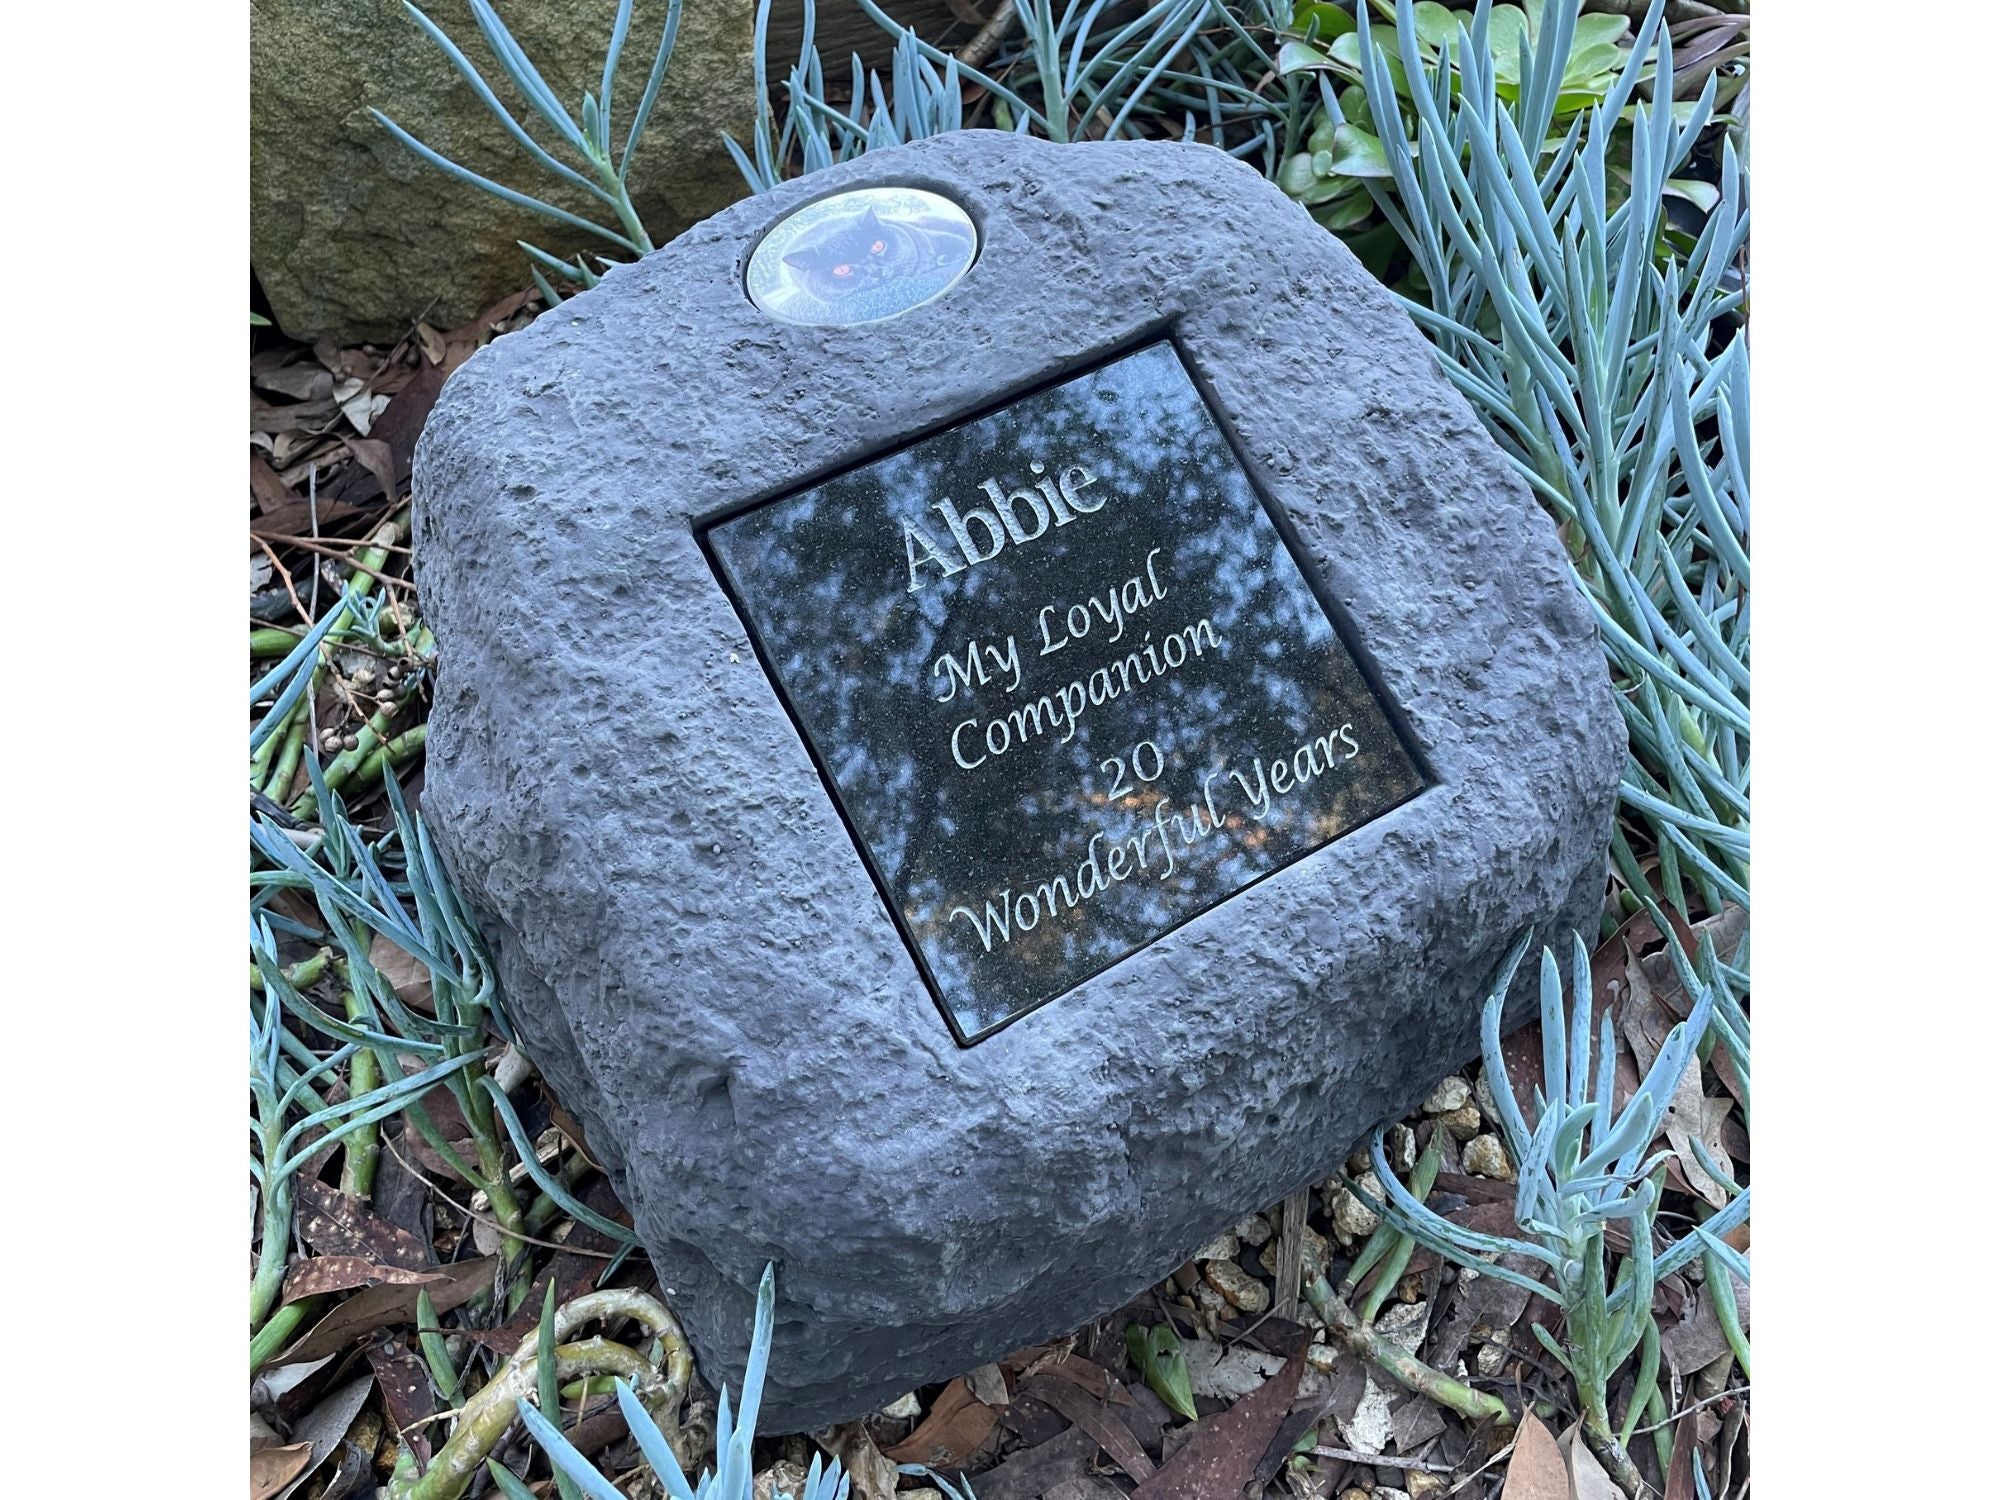 Abbie
My Loyal
Companion
20
Wonderful Years